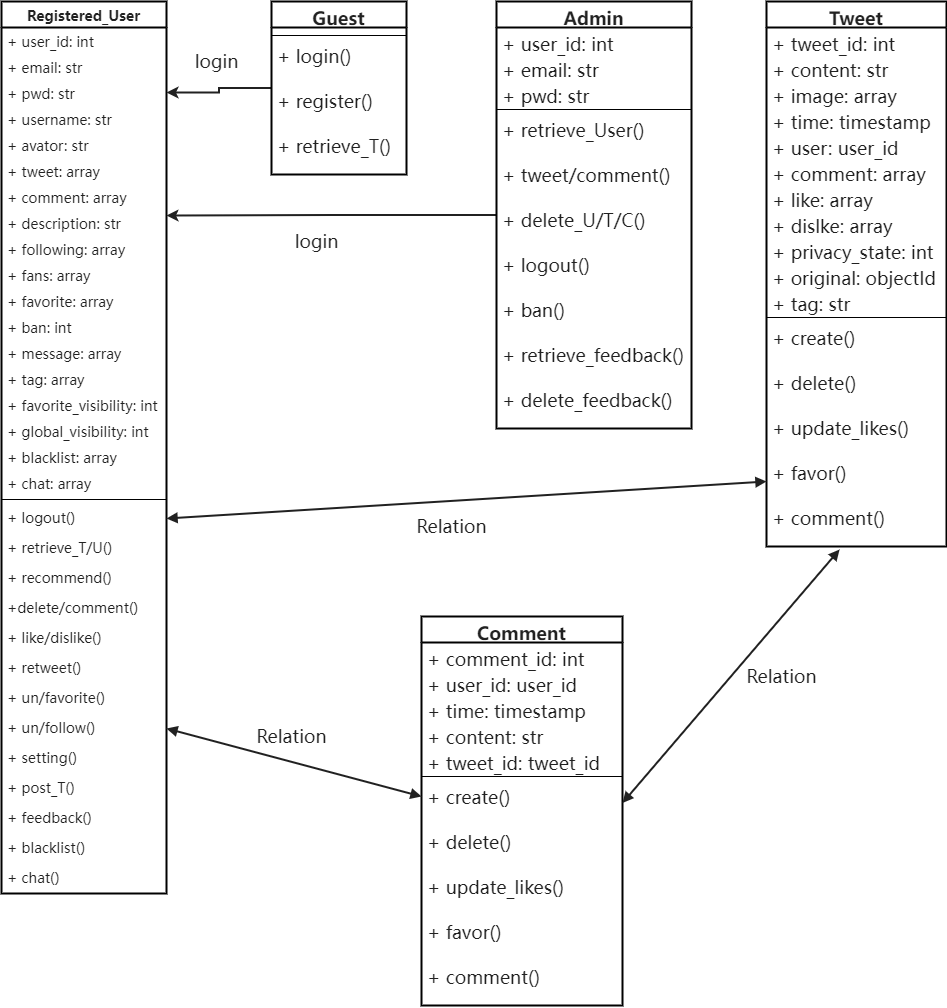 Registered_User
+ user_id: int
+ email: str
+ pwd: str
+ username: str
+ avator: str
+ tweet: array
+ comment: array
+ description: str
+ following: array
+ fans: array
+ favorite: array
+ ban: int
+ message: array
+ tag: array
+ favorite_visibility: int
+ global_visibility: int
+ blacklist: array
+ chat: array
+ logout()
+ retrieve_T/U()
+ recommend()
+delete/comment()
+ like/dislike()
+ retweet()
+ un/favorite()
+ un/follow()
+ setting()
+ post_T()
+ feedback()
+ blacklist()
+ chat()
login
Guest
+ login()
+ register()
+ retrieve_T()
login
Admin
+ user_id: int
+ email: str
+ pwd: str
+ retrieve_User()
+ tweet/comment()
+ delete_U/T/C()
+ logout()
+ ban()
+ retrieve_feedback()
+ delete_feedback()
Tweet
+ tweet_id: int
+ content: str
+ image: array
+ time: timestamp
+ user: user_id
+ comment: array
+ like: array
+ dislke: array
+ privacy_state: int
+ original: objectId
+ tag: str
+ create()
+ delete()
+ update_likes()
+ favor()
+ comment()
Relation
Relation
Relation
Comment
+ comment_id: int
+ user_id: user_id
+ time: timestamp
+ content: str
+ tweet_id: tweet_id
+ create()
+ delete()
+ update_likes()
+ favor()
+ comment()